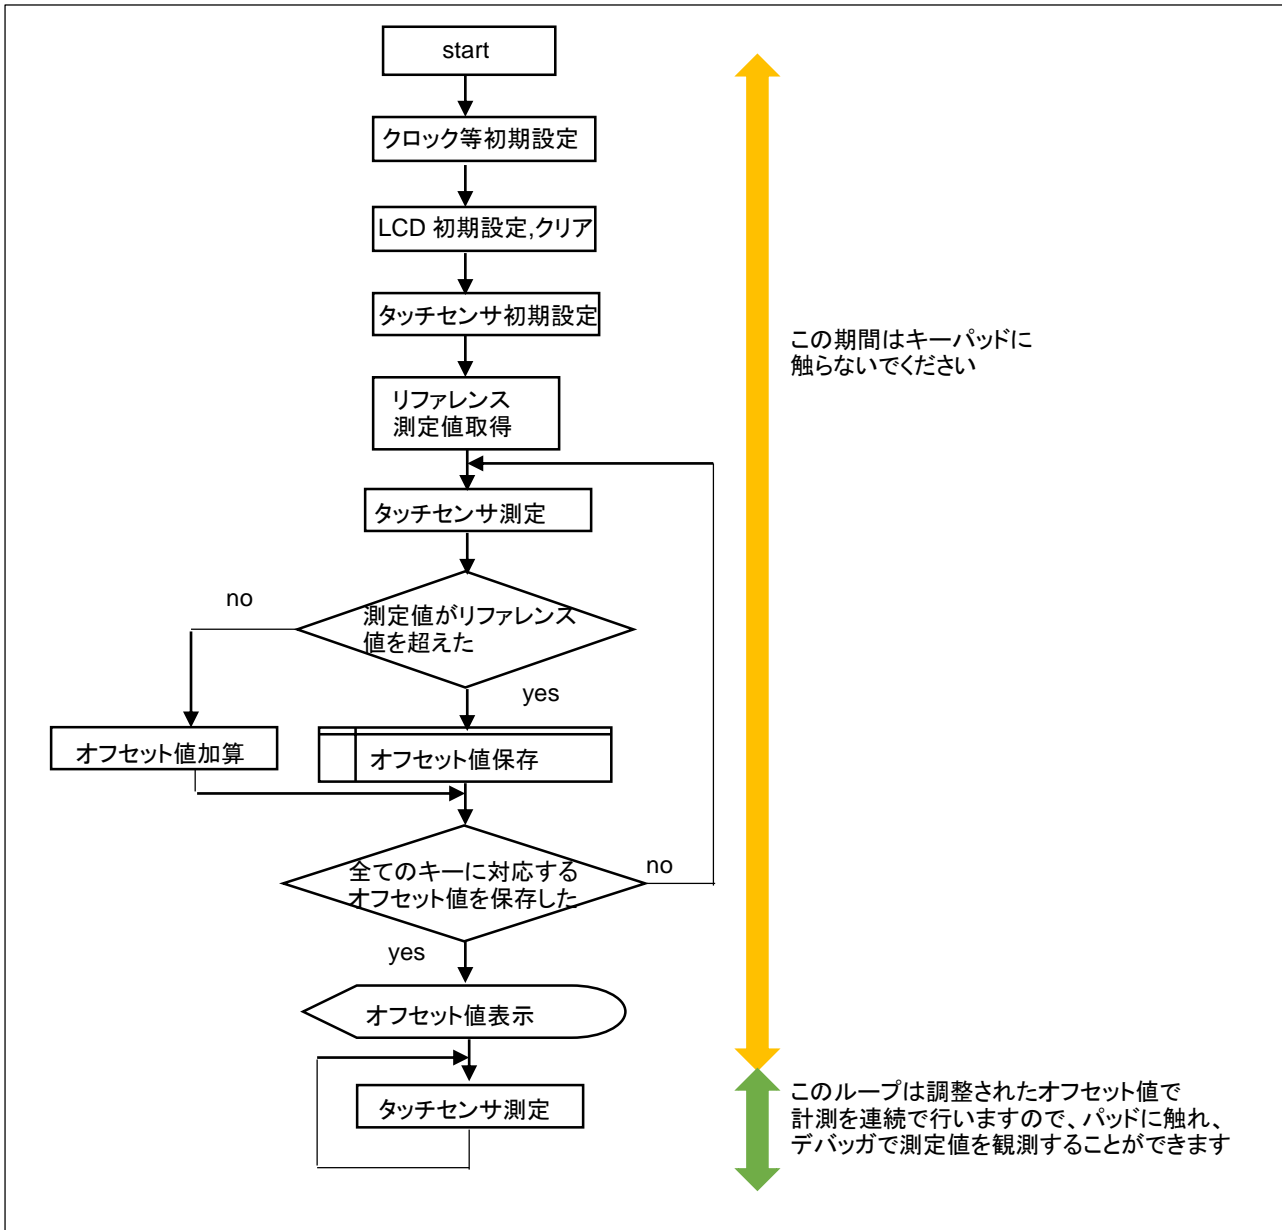 start
クロック等初期設定
LCD 初期設定,クリア
タッチセンサ初期設定
リファレンス
測定値取得
タッチセンサ測定
no
測定値がリファレンス
値を超えた
yes
オフセット値加算
オフセット値保存
全てのキーに対応する
オフセット値を保存した
no
yes
オフセット値表示
タッチセンサ測定
この期間はキーパッドに
触らないでください
このループは調整されたオフセット値で
計測を連続で行いますので、パッドに触れ、
デバッガで測定値を観測することができます